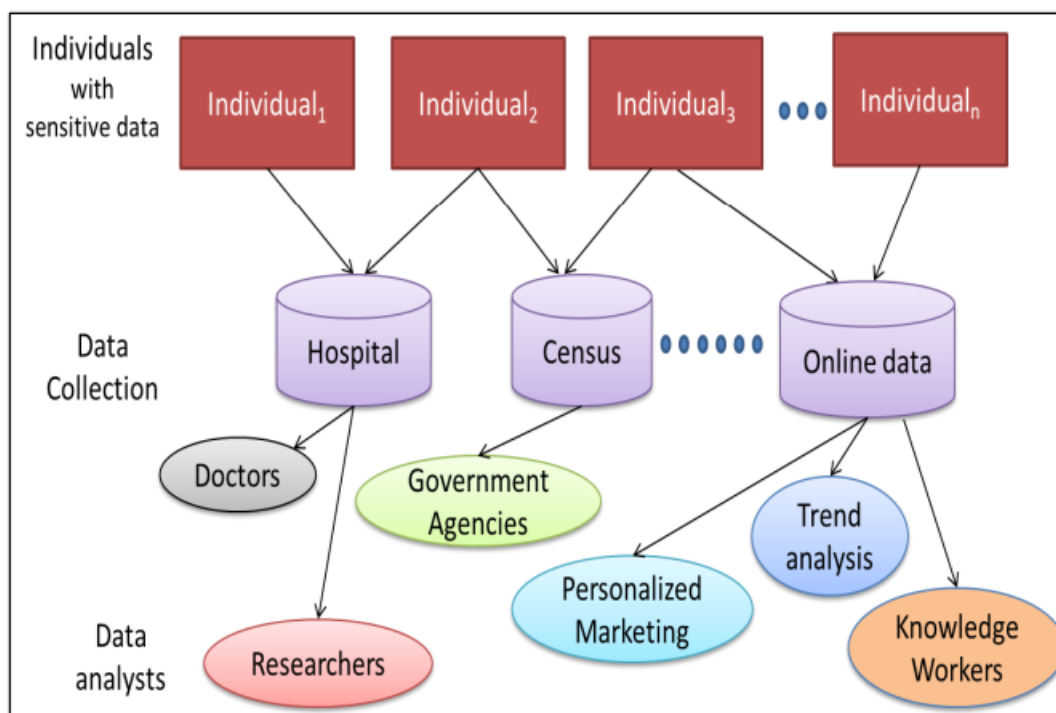 Individuals
with
sensitive data
Individual₁
Individual₂
Individual₃
Individualₙ
Data
Collection
Hospital
Census
Online data
Doctors
Government
Agencies
Trend
analysis
Personalized
Marketing
Knowledge
Workers
Data
analysts
Researchers